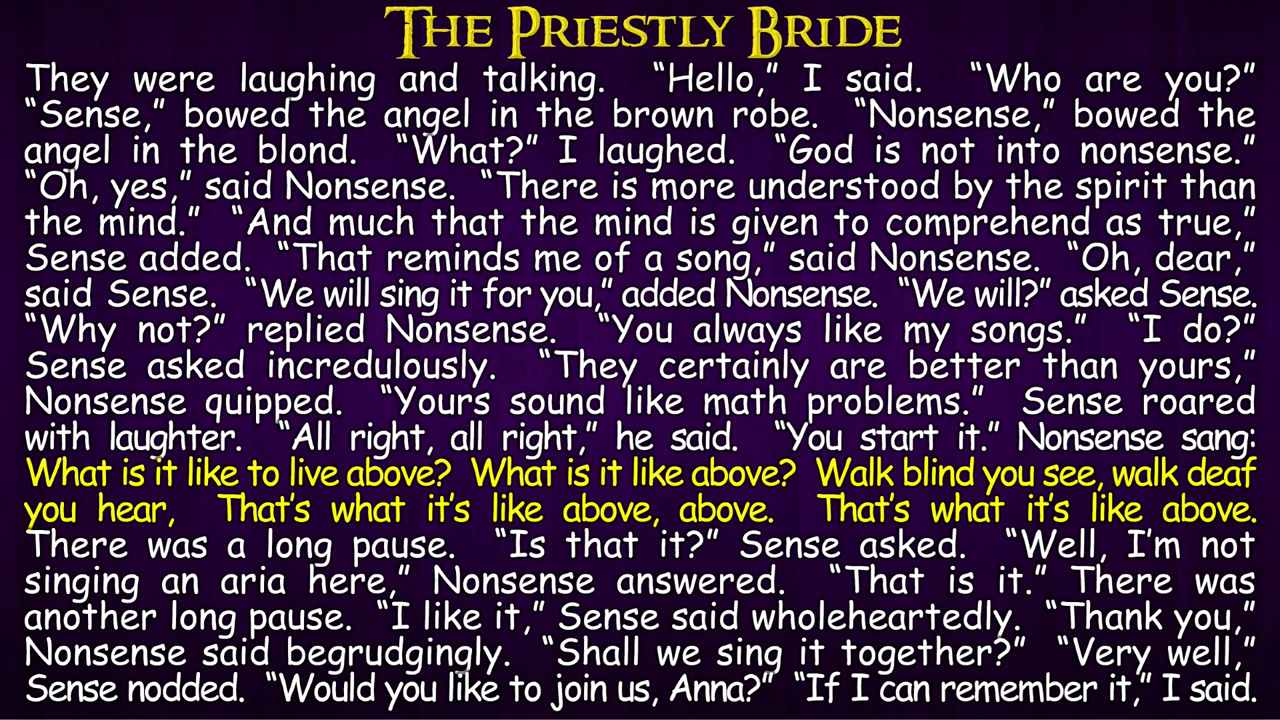 THE PRIESTLY BRIDE
They were laughing and talking. “Hello,” I said. “Who are you?”
“Sense,” bowed the angel in the brown robe. “Nonsense,” bowed the
angel in the blond. “What?” I laughed. “God is not into nonsense.”
“Oh, yes,” said Nonsense. “There is more understood by the spirit than
the mind.” “And much that the mind is given to comprehend as true,”
Sense added. “That reminds me of a song,” said Nonsense. “Oh, dear,”
said Sense. “We will sing it for you,” added Nonsense. “We will?” asked Sense.
“Why not?” replied Nonsense. “You always like my songs.” “I do?”
Sense asked incredulously. “They certainly are better than yours,”
Nonsense quipped. “Yours sound like math problems.” Sense roared
with laughter. “All right, all right,” he said. “You start it.” Nonsense sang:
What is it like to live above? What is it like above? Walk blind you see, walk deaf
you hear, That’s what it’s like above, above. That’s what it’s like above.
There was a long pause. “Is that it?” Sense asked. “Well, I’m not
singing an aria here,” Nonsense answered. “That is it.” There was
another long pause. “I like it,” Sense said wholeheartedly. “Thank you,”
Nonsense said begrudgingly. “Shall we sing it together?” “Very well,”
Sense nodded. “Would you like to join us, Anna?” “If I can remember it,” I said.